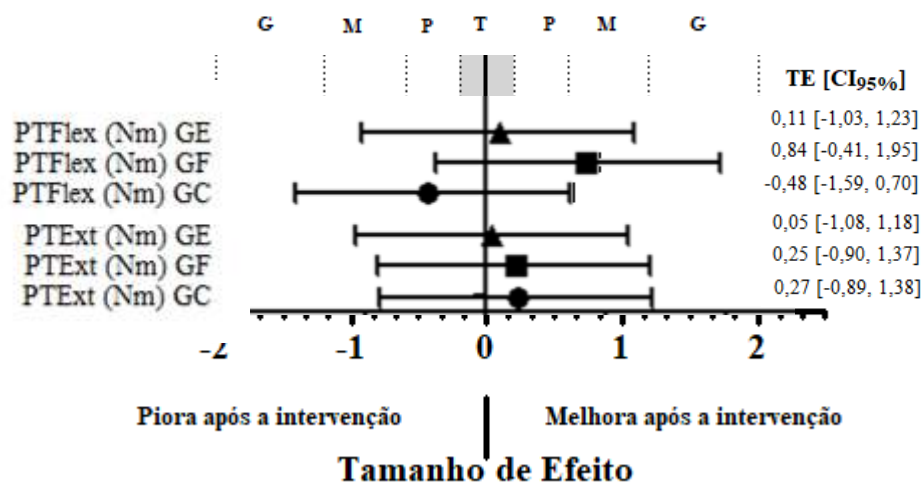 G M P T P M G
TE [CI95%]
PTFlex (Nm) GE 0,11 [-1,03, 1,23]
PTFlex (Nm) GF 0,84 [-0,41, 1,95]
PTFlex (Nm) GC -0,48 [-1,59, 0,70]
PTExt (Nm) GE 0,05 [-1,08, 1,18]
PTExt (Nm) GF 0,25 [-0,90, 1,37]
PTExt (Nm) GC 0,27 [-0,89, 1,38]
-2 -1 0 1 2
Piora após a intervenção Melhora após a intervenção
Tamanho de Efeito